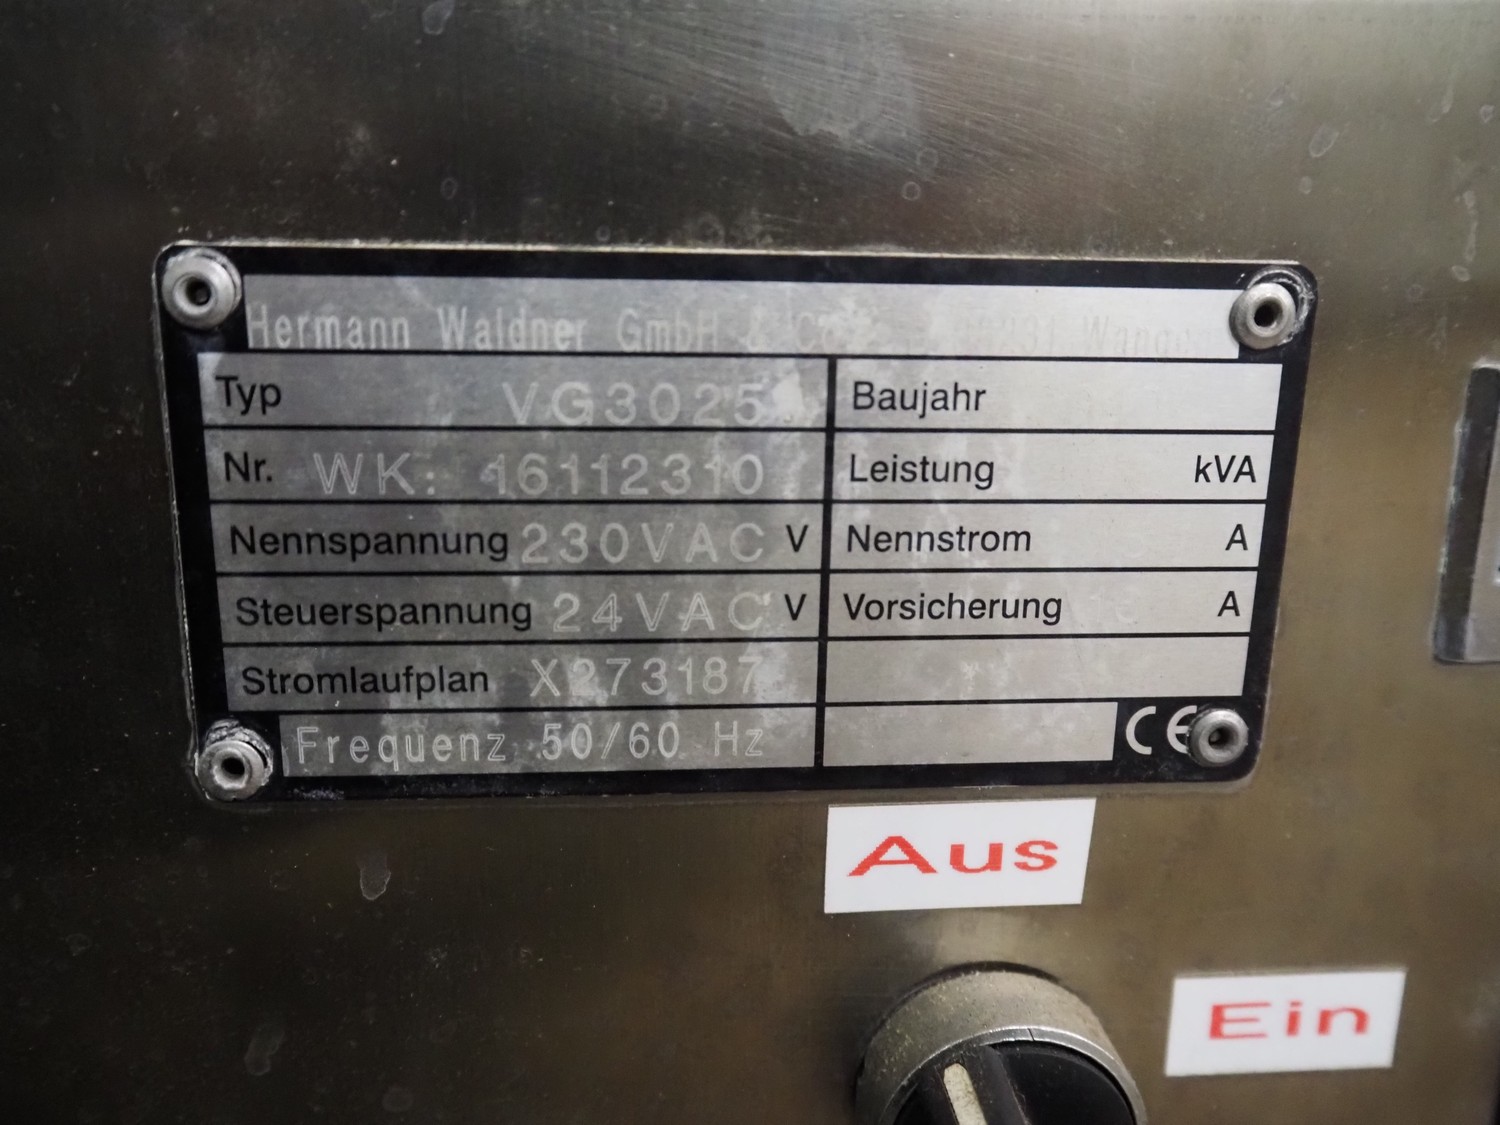 Hermann Waldner GmbH & Co. Wangen
Typ VG3025 Baujahr
Nr. WK: 16112310 Leistung kVA
Nennspannung 230VAC V Nennstrom A
Steuerspannung 24VAC V Vorsicherung A
Stromlaufplan X273187
Frequenz 50/60 Hz CE
Aus
Ein